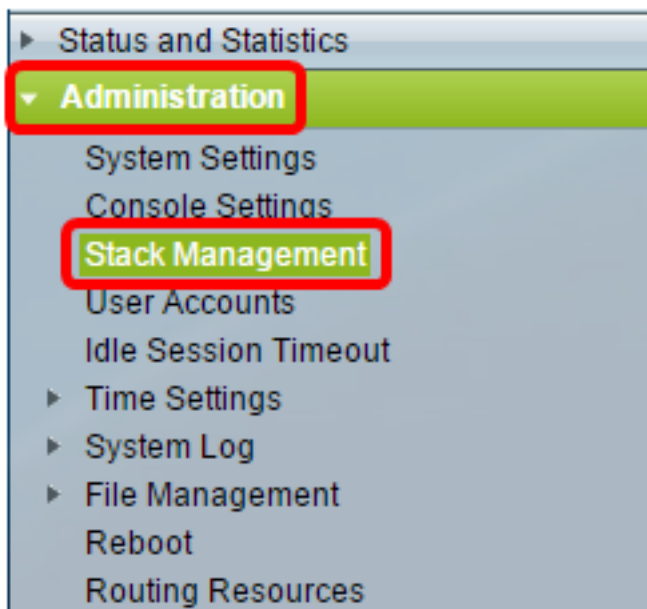 Status and Statistics
Administration
System Settings
Console Settings
Stack Management
User Accounts
Idle Session Timeout
Time Settings
System Log
File Management
Reboot
Routing Resources